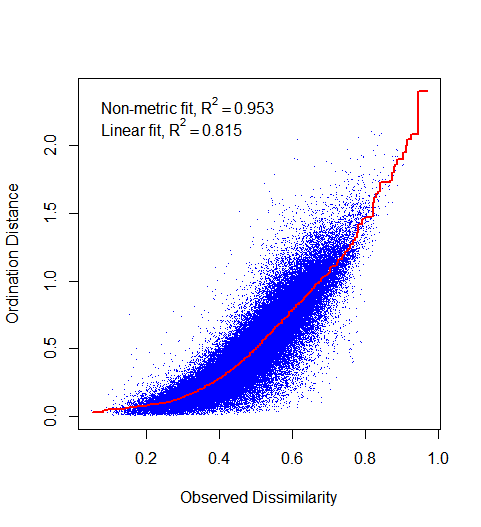 Non-metric fit, R² = 0.953
Linear fit, R² = 0.815
2.0
1.5
1.0
0.5
0.0
Ordination Distance
0.2 0.4 0.6 0.8 1.0
Observed Dissimilarity